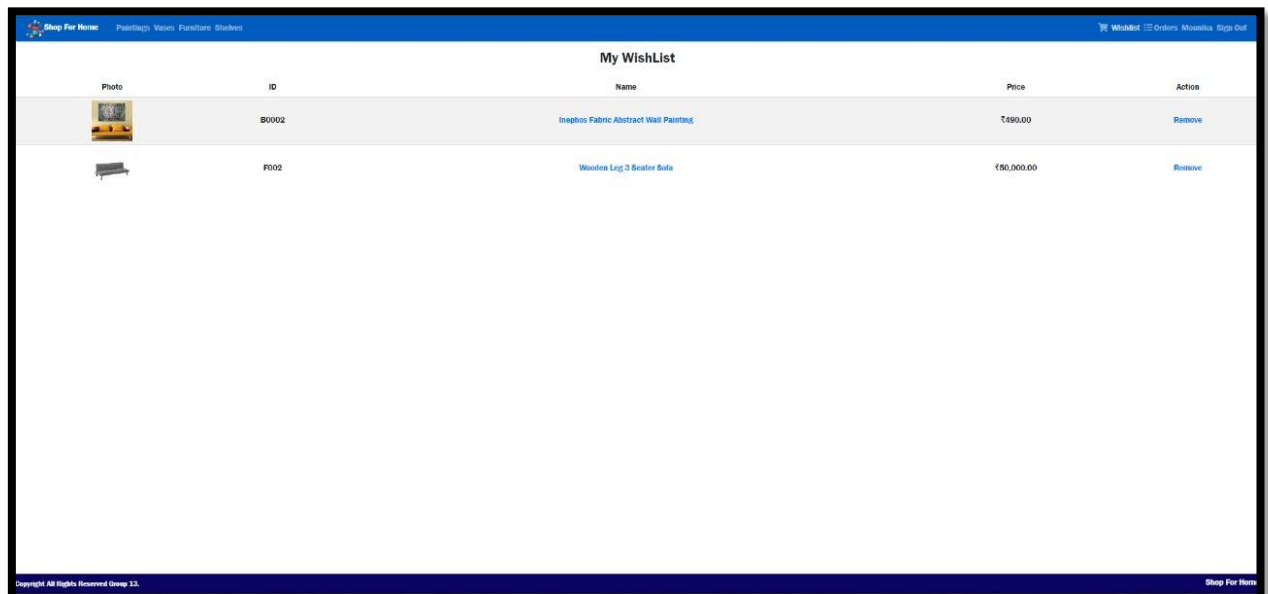 Shop For Home Paintings Vases Furniture Shelves Wishlist Orders Mounika Sign Out
My WishList
Photo ID Name Price Action
B0002 Inephos Fabric Abstract Wall Painting ₹490.00 Remove
F002 Wooden Leg 3 Seater Sofa ₹50,000.00 Remove
Copyright All Rights Reserved Group 13. Shop For Home